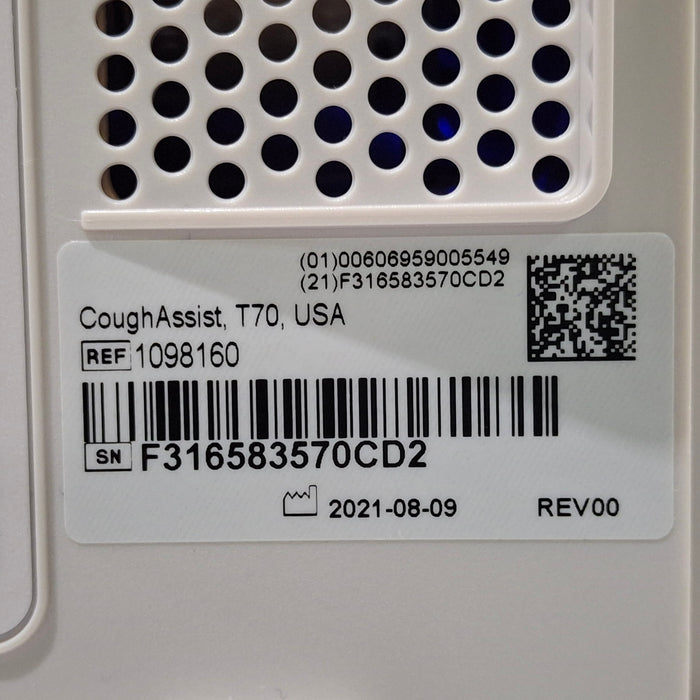 (01)00606959005549
(21)F316583570CD2
CoughAssist, T70, USA
REF 1098160
SN F316583570CD2
2021-08-09 REV00